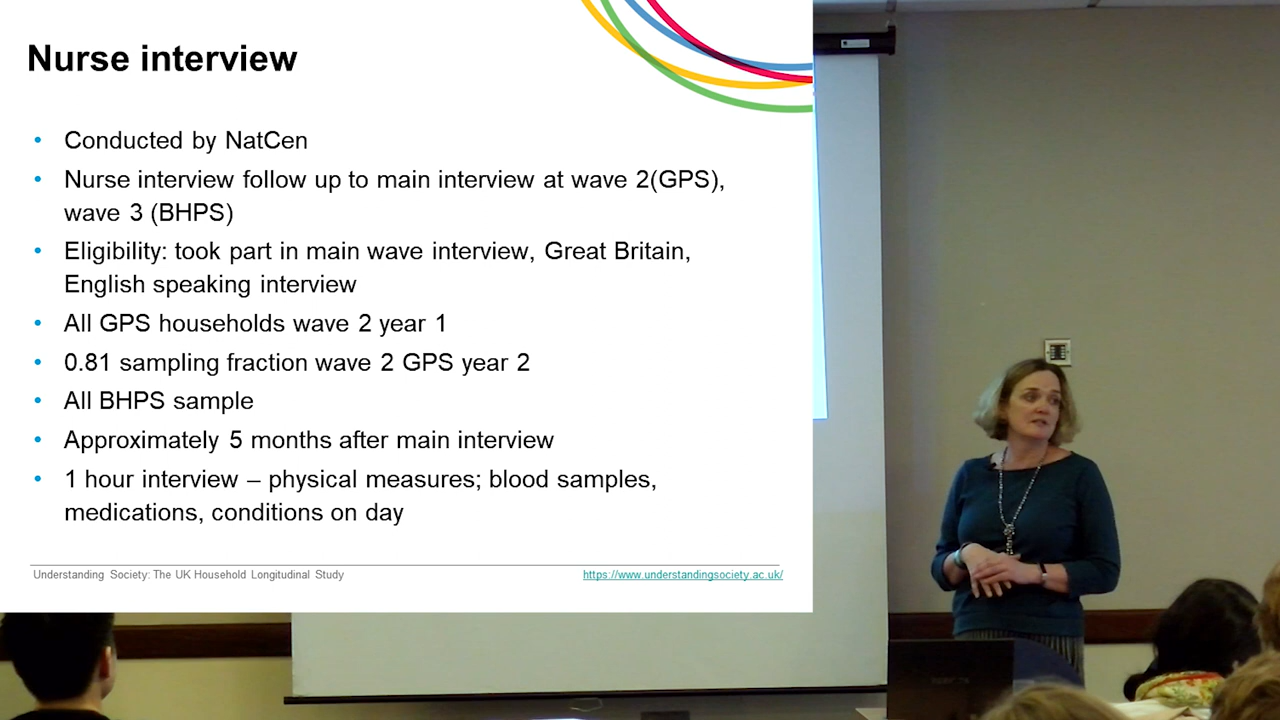 Nurse interview
• Conducted by NatCen
• Nurse interview follow up to main interview at wave 2(GPS),
wave 3 (BHPS)
• Eligibility: took part in main wave interview, Great Britain,
English speaking interview
• All GPS households wave 2 year 1
• 0.81 sampling fraction wave 2 GPS year 2
• All BHPS sample
• Approximately 5 months after main interview
• 1 hour interview – physical measures; blood samples,
medications, conditions on day
Understanding Society: The UK Household Longitudinal Study
https://www.understandingsociety.ac.uk/